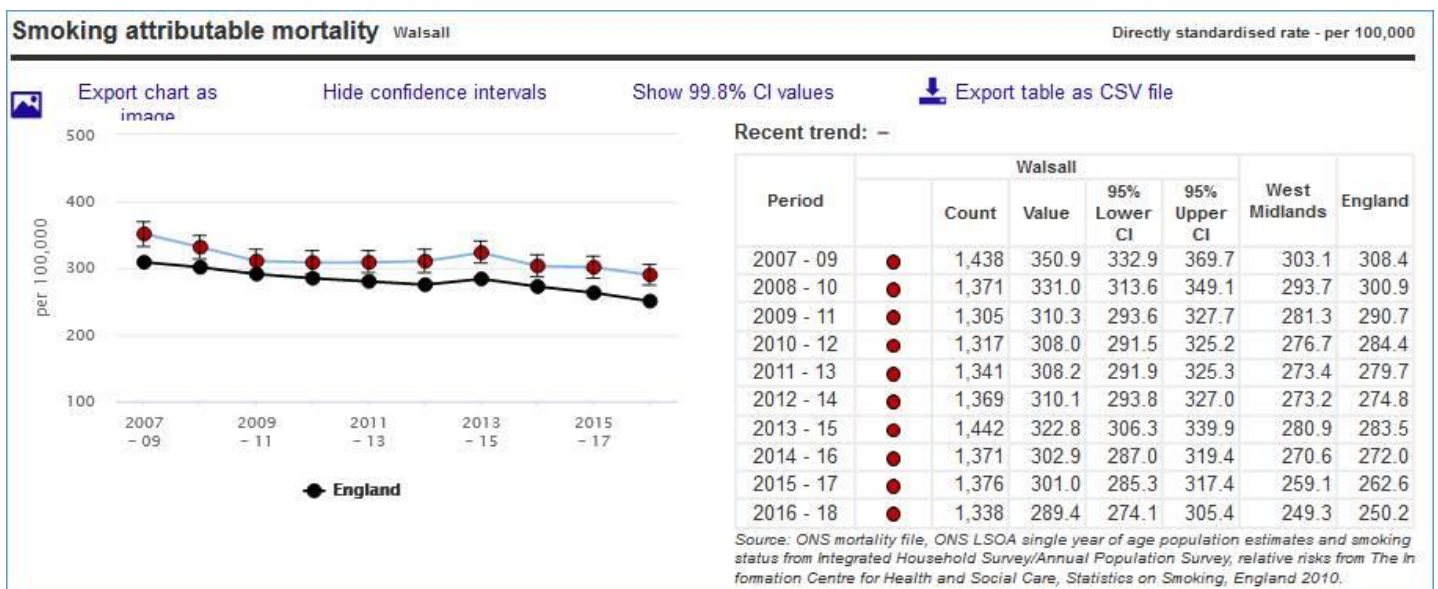 Smoking attributable mortality Walsall
Directly standardised rate - per 100,000
Export chart as image
Hide confidence intervals
Show 99.8% CI values
Export table as CSV file
500
400
300
200
100
per 100,000
2007 – 09
2009 – 11
2011 – 13
2013 – 15
2015 – 17
England
Recent trend: –
Period Walsall West Midlands England
Count Value 95% Lower CI 95% Upper CI
2007 - 09 1,438 350.9 332.9 369.7 303.1 308.4
2008 - 10 1,371 331.0 313.6 349.1 293.7 300.9
2009 - 11 1,305 310.3 293.6 327.7 281.3 290.7
2010 - 12 1,317 308.0 291.5 325.2 276.7 284.4
2011 - 13 1,341 308.2 291.9 325.3 273.4 279.7
2012 - 14 1,369 310.1 293.8 327.0 273.2 274.8
2013 - 15 1,442 322.8 306.3 339.9 280.9 283.5
2014 - 16 1,371 302.9 287.0 319.4 270.6 272.0
2015 - 17 1,376 301.0 285.3 317.4 259.1 262.6
2016 - 18 1,338 289.4 274.1 305.4 249.3 250.2
Source: ONS mortality file, ONS LSOA single year of age population estimates and smoking
status from Integrated Household Survey/Annual Population Survey, relative risks from The In
formation Centre for Health and Social Care, Statistics on Smoking, England 2010.